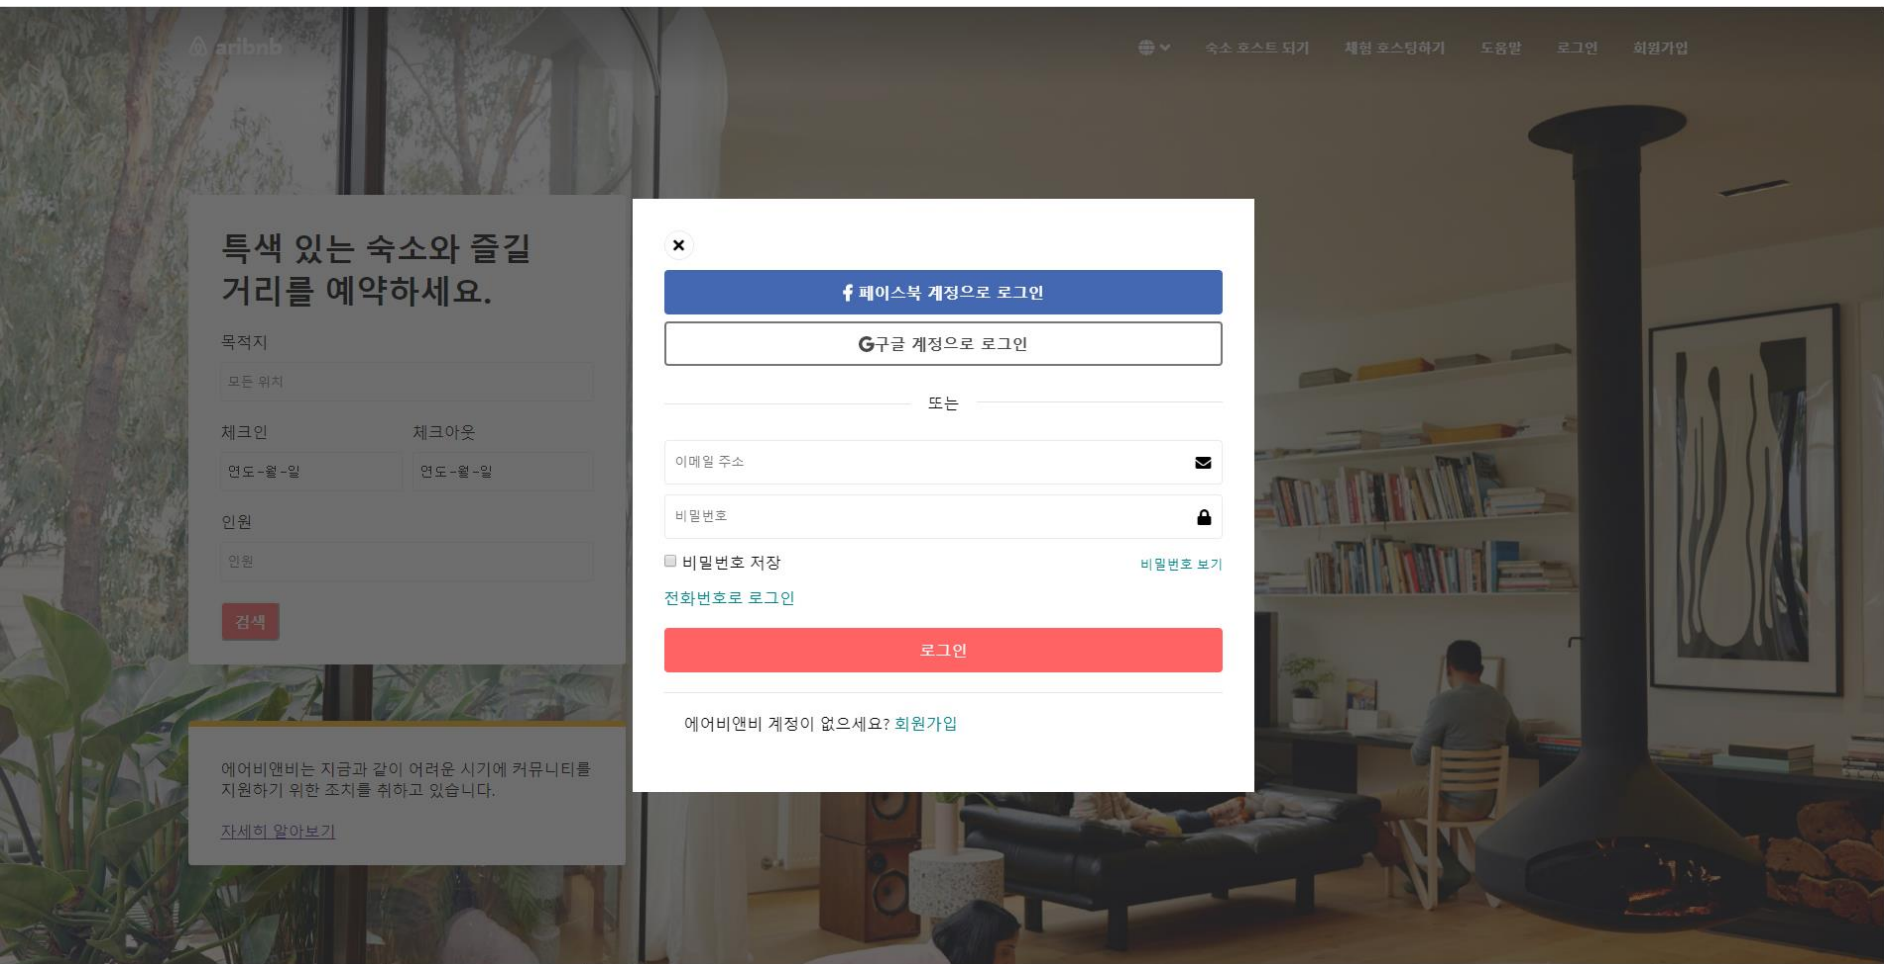 aribnb
숙소 호스트 되기
체험 호스팅하기
도움말
로그인
회원가입
특색 있는 숙소와 즐길
거리를 예약하세요.
목적지
모든 위치
체크인
체크아웃
연도-월-일
연도-월-일
인원
인원
검색
에어비앤비는 지금과 같이 어려운 시기에 커뮤니티를
지원하기 위한 조치를 취하고 있습니다.
자세히 알아보기
페이스북 계정으로 로그인
G구글 계정으로 로그인
또는
이메일 주소
비밀번호
비밀번호 저장
비밀번호 보기
전화번호로 로그인
로그인
에어비앤비 계정이 없으세요? 회원가입